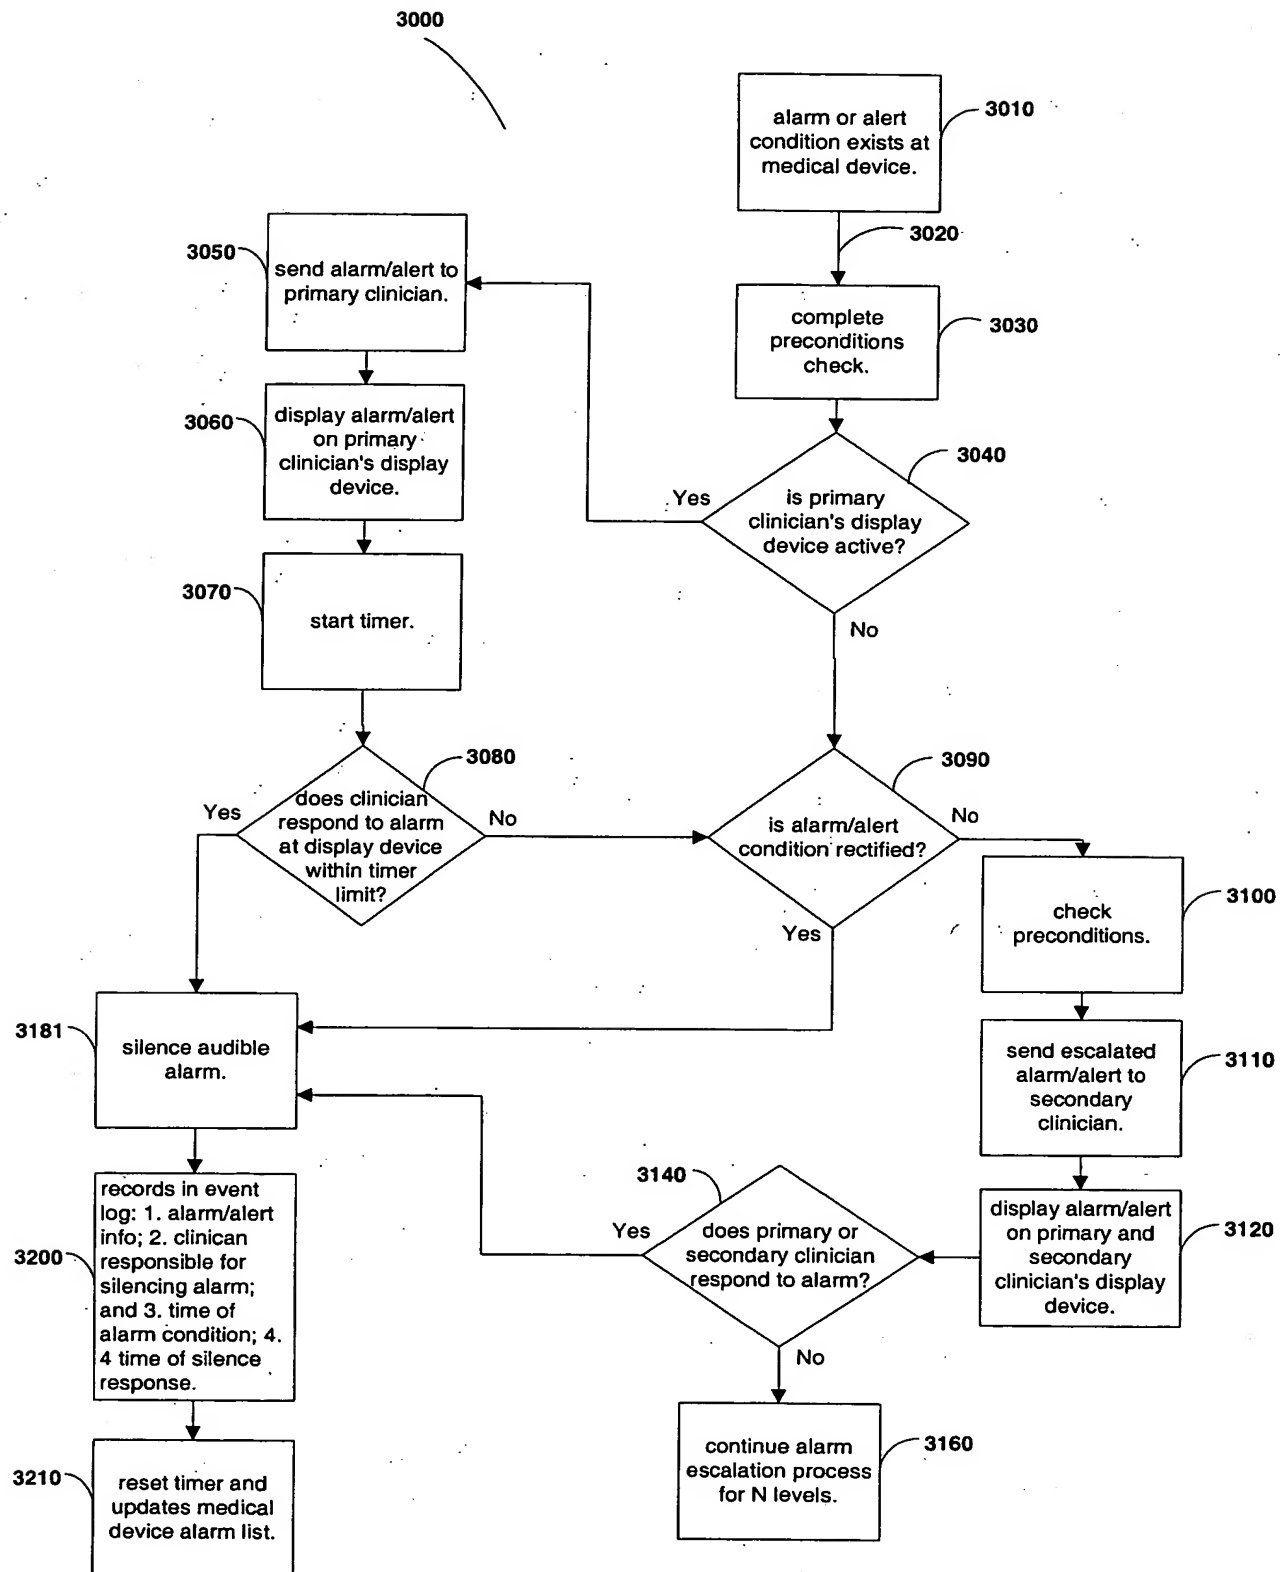 3000
alarm or alert
condition exists at
medical device.
3010
3020
3050
send alarm/alert to
primary clinician.
complete
preconditions
check.
3030
3060
display alarm/alert
on primary
clinician's display
device.
3040
Yes
is primary
clinician's display
device active?
No
3070
start timer.
3080
Yes
does clinician
respond to alarm
at display device
within timer
limit?
No
3090
is alarm/alert
condition rectified?
No
Yes
3100
check
preconditions.
3181
silence audible
alarm.
3110
send escalated
alarm/alert to
secondary
clinician.
3140
Yes
does primary or
secondary clinician
respond to alarm?
No
3120
display alarm/alert
on primary and
secondary
clinician's display
device.
3200
records in event
log: 1. alarm/alert
info; 2. clinican
responsible for
silencing alarm;
and 3. time of
alarm condition; 4.
4 time of silence
response.
3160
continue alarm
escalation process
for N levels.
3210
reset timer and
updates medical
device alarm list.